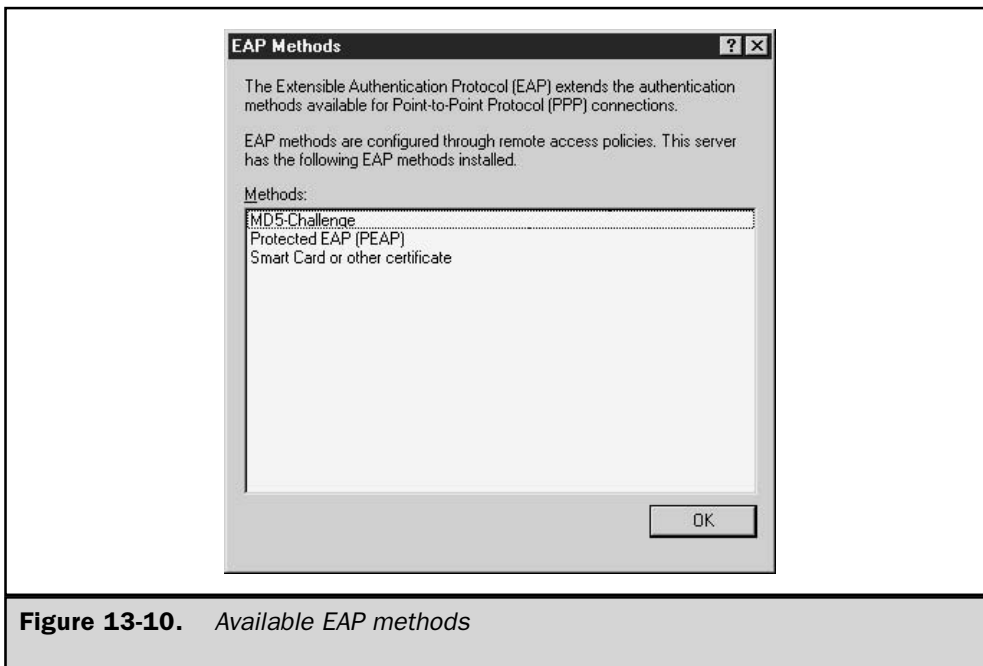 EAP Methods
The Extensible Authentication Protocol (EAP) extends the authentication
methods available for Point-to-Point Protocol (PPP) connections.
EAP methods are configured through remote access policies. This server
has the following EAP methods installed.
Methods:
MD5-Challenge
Protected EAP (PEAP)
Smart Card or other certificate
OK
Figure 13-10. Available EAP methods